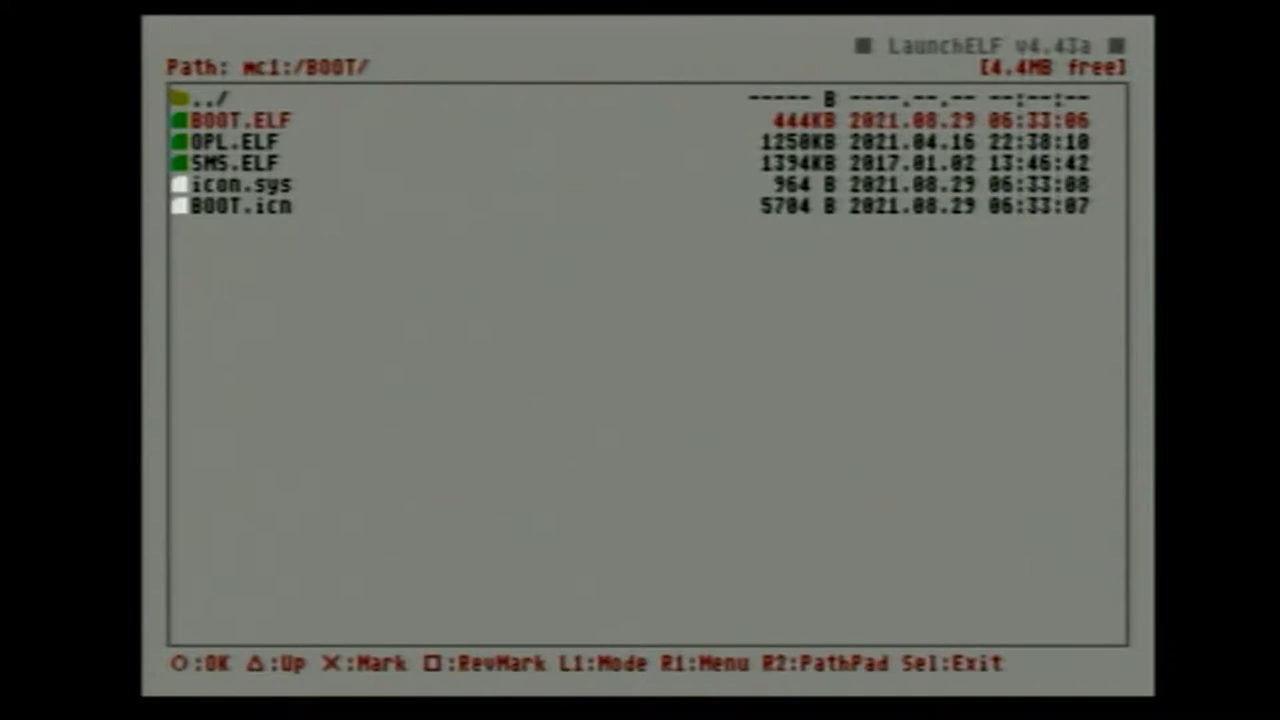 ■ LaunchELF v4.43a ■
Path: mc1:/BOOT/ [4.4MB free]
../ ----- B ----.--.-- --:--:--
BOOT.ELF 444KB 2021.08.29 06:33:06
OPL.ELF 1250KB 2021.04.16 22:38:10
SMS.ELF 1394KB 2017.01.02 13:46:42
icon.sys 964 B 2021.08.29 06:33:08
BOOT.icn 5704 B 2021.08.29 06:33:07
○:OK △:Up ✕:Mark □:RevMark L1:Mode R1:Menu R2:PathPad Sel:Exit